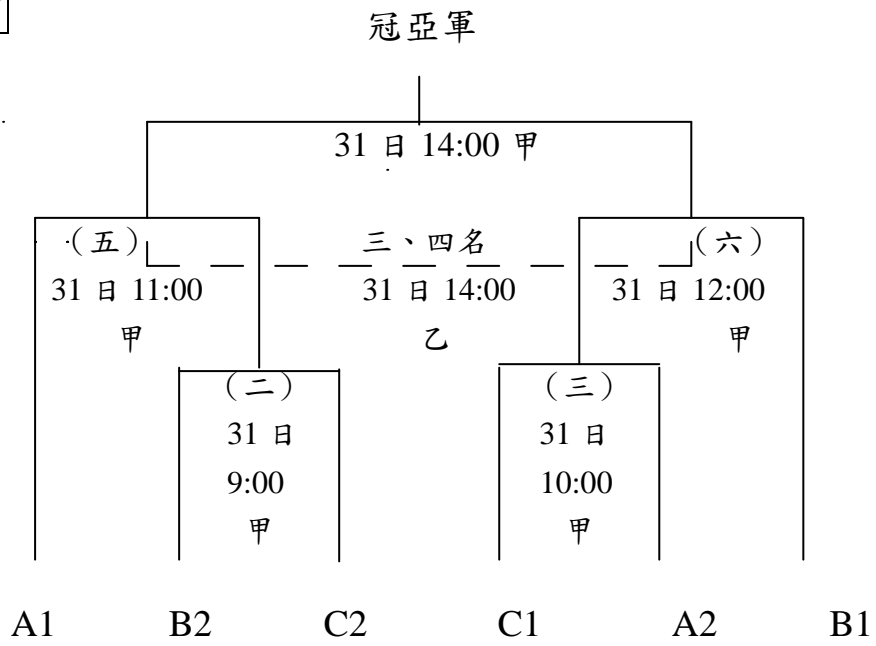 冠亞軍
31 日 14:00 甲
(五)
31 日 11:00
甲
三、四名
31 日 14:00
乙
(六)
31 日 12:00
甲
(二)
31 日
9:00
甲
(三)
31 日
10:00
甲
A1 B2 C2 C1 A2 B1